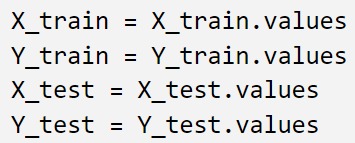 X_train = X_train.values
Y_train = Y_train.values
X_test = X_test.values
Y_test = Y_test.values